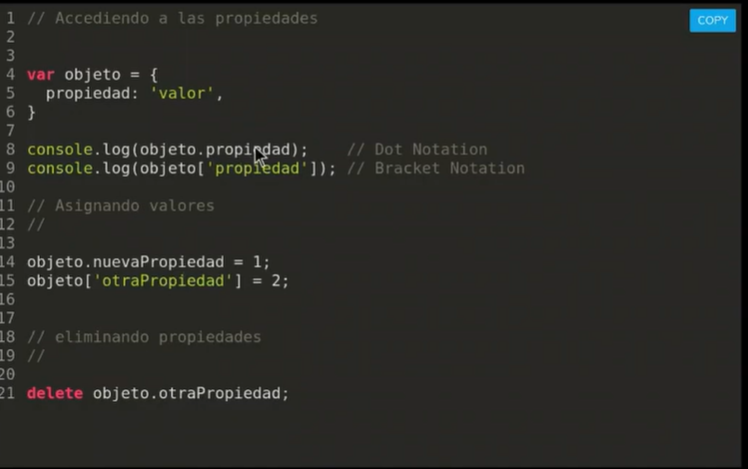 COPY
1 // Accediendo a las propiedades
2
3
4 var objeto = {
5   propiedad: 'valor',
6 }
7
8 console.log(objeto.propiedad);    // Dot Notation
9 console.log(objeto['propiedad']); // Bracket Notation
10
11 // Asignando valores
12 //
13
14 objeto.nuevaPropiedad = 1;
15 objeto['otraPropiedad'] = 2;
16
17
18 // eliminando propiedades
19 //
20
21 delete objeto.otraPropiedad;